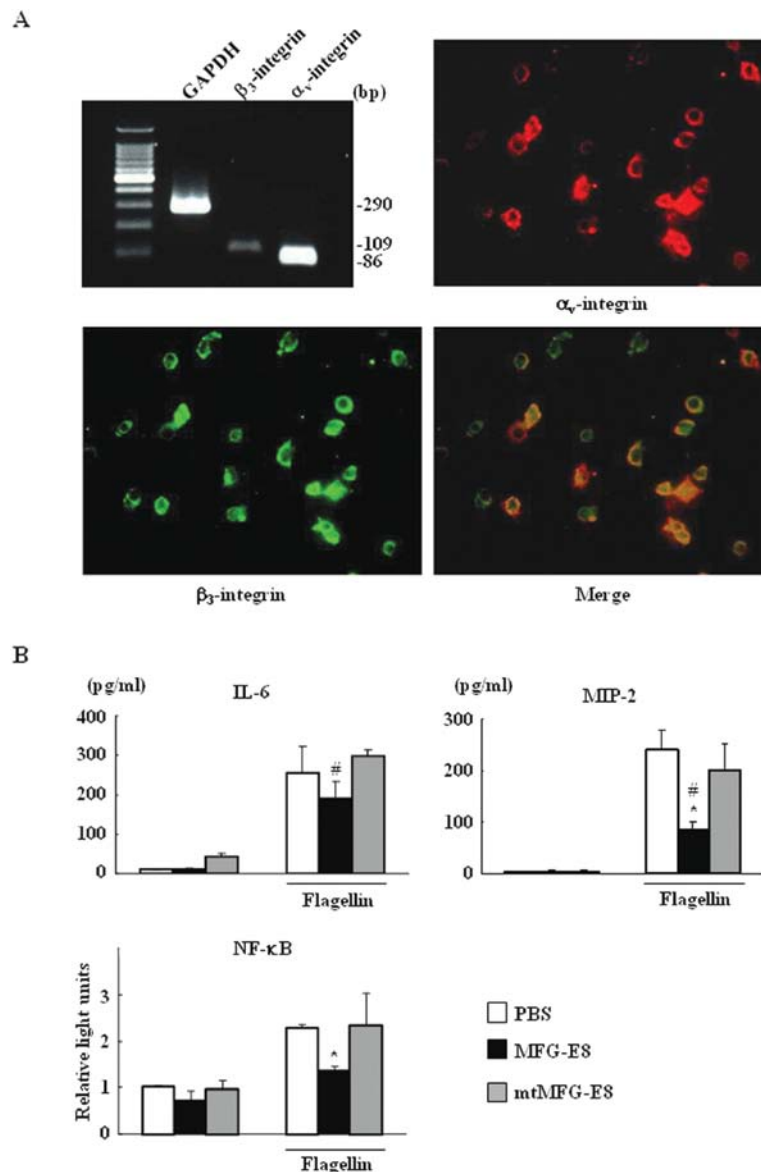 A
GAPDH
β3-integrin
αv-integrin
(bp)
-290
-109
-86
αv-integrin
β3-integrin
Merge
B
(pg/ml)
IL-6
400
300
200
100
0
#
Flagellin
(pg/ml)
MIP-2
300
200
100
0
#
*
Flagellin
NF-κB
Relative light units
3
2
1
0
*
Flagellin
PBS
MFG-E8
mtMFG-E8